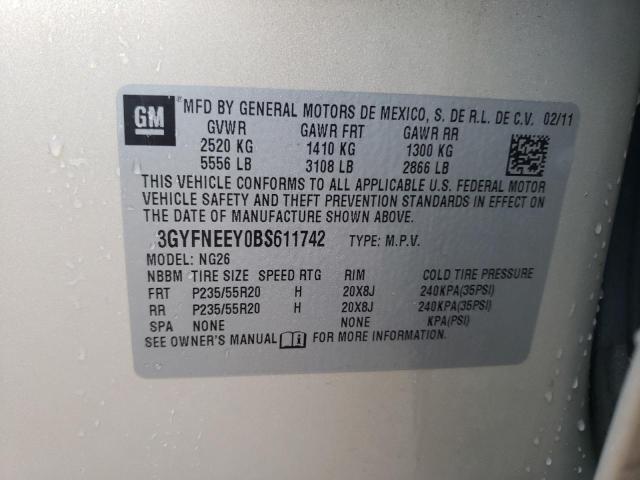 GM
MFD BY GENERAL MOTORS DE MEXICO, S. DE R.L. DE C.V. 02/11
GVWR GAWR FRT GAWR RR
2520 KG 1410 KG 1300 KG
5556 LB 3108 LB 2866 LB
THIS VEHICLE CONFORMS TO ALL APPLICABLE U.S. FEDERAL MOTOR
VEHICLE SAFETY AND THEFT PREVENTION STANDARDS IN EFFECT ON
THE DATE OF MANUFACTURE SHOWN ABOVE.
3GYFNEEY0BS611742 TYPE: M.P.V.
MODEL: NG26
NBBM TIRE SIZE SPEED RTG RIM COLD TIRE PRESSURE
FRT P235/55R20 H 20X8J 240KPA(35PSI)
RR P235/55R20 H 20X8J 240KPA(35PSI)
SPA NONE NONE KPA(PSI)
SEE OWNER'S MANUAL FOR MORE INFORMATION.